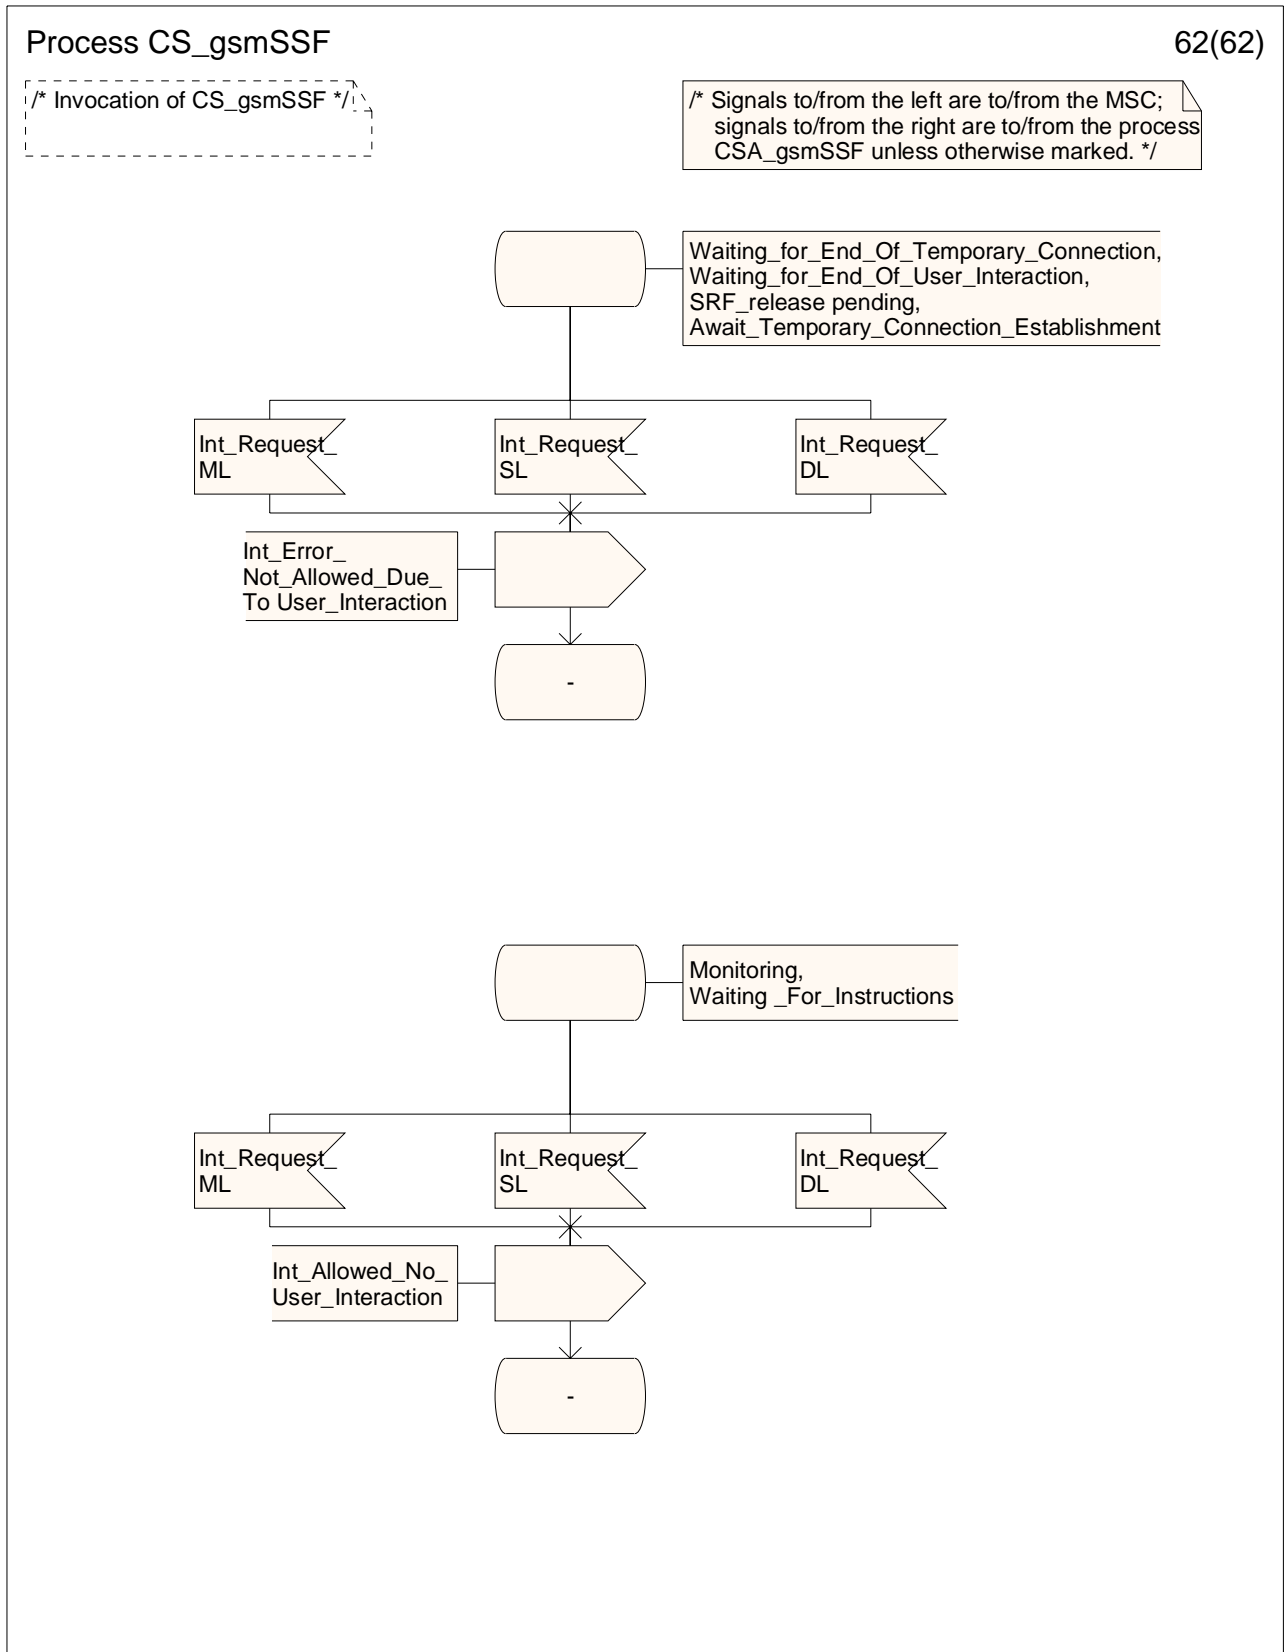 Process CS_gsmSSF
62(62)
/* Invocation of CS_gsmSSF */
/* Signals to/from the left are to/from the MSC;
signals to/from the right are to/from the process
CSA_gsmSSF unless otherwise marked. */
Waiting_for_End_Of_Temporary_Connection,
Waiting_for_End_Of_User_Interaction,
SRF_release pending,
Await_Temporary_Connection_Establishment
Int_Request_
ML
Int_Request_
SL
Int_Request_
DL
Int_Error_
Not_Allowed_Due_
To User_Interaction
-
Monitoring,
Waiting _For_Instructions
Int_Request_
ML
Int_Request_
SL
Int_Request_
DL
Int_Allowed_No_
User_Interaction
-